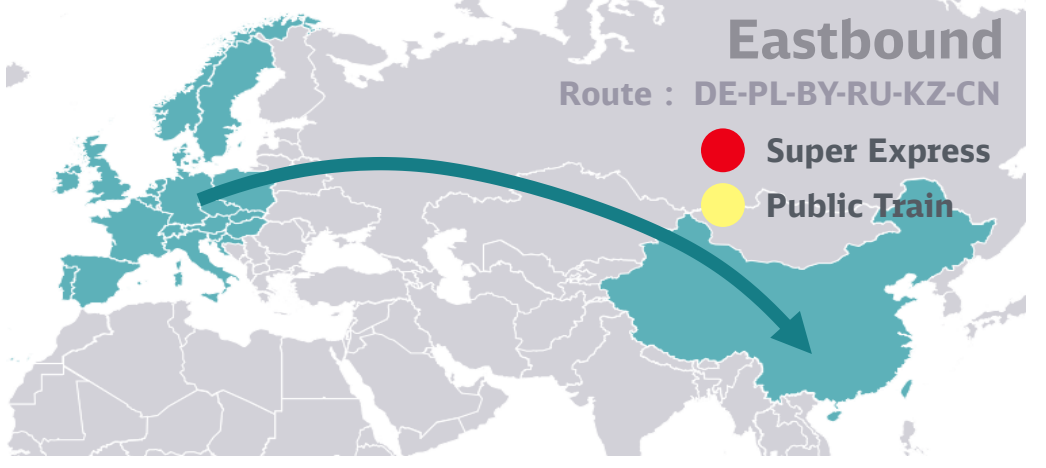 Eastbound
Route : DE-PL-BY-RU-KZ-CN
Super Express
Public Train